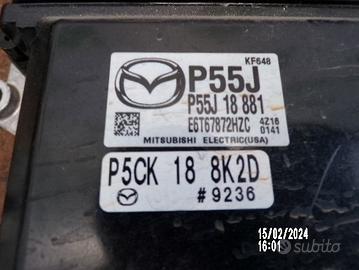 KF648
P55J
P55J 18 881
E6T67872HZC
4Z16
0141
MITSUBISHI ELECTRIC(USA)
P5CK 18 8K2D
#9236
15/02/2024
16:01
subito